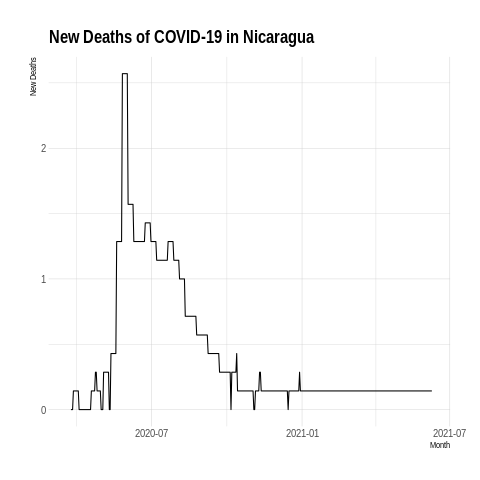 New Deaths of COVID-19 in Nicaragua
New Deaths
2
1
0
2020-07
2021-01
2021-07
Month